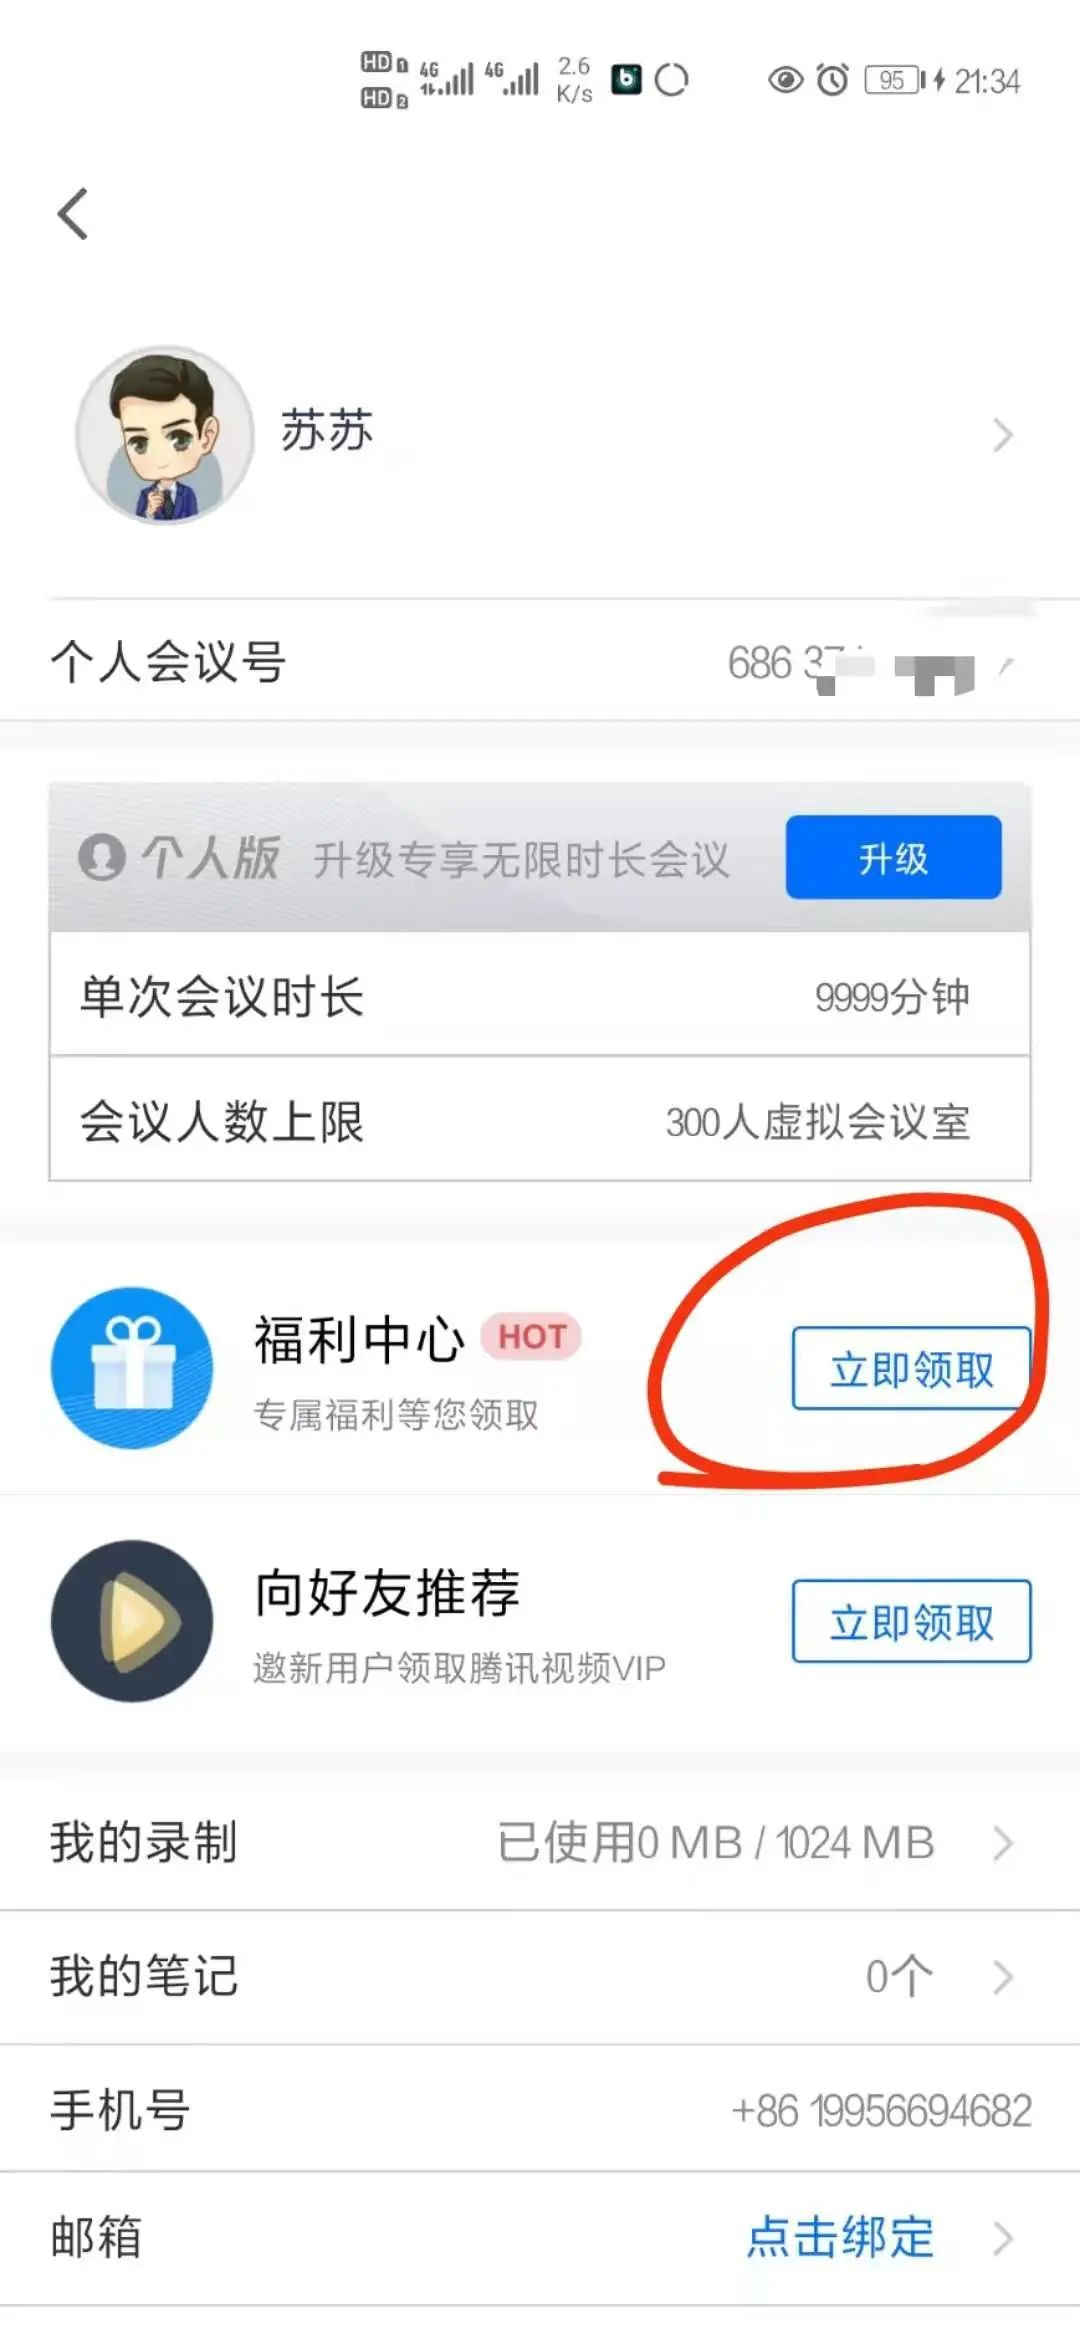 HD 1 4G 4G 2.6 95 21:34
HD 2 K/s
苏苏
个人会议号 686
个人版 升级专享无限时长会议 升级
单次会议时长 9999分钟
会议人数上限 300人虚拟会议室
福利中心 HOT 立即领取
专属福利等您领取
向好友推荐 立即领取
邀新用户领取腾讯视频VIP
我的录制 已使用0 MB / 1024 MB
我的笔记 0个
手机号 +86 19956694682
邮箱 点击绑定